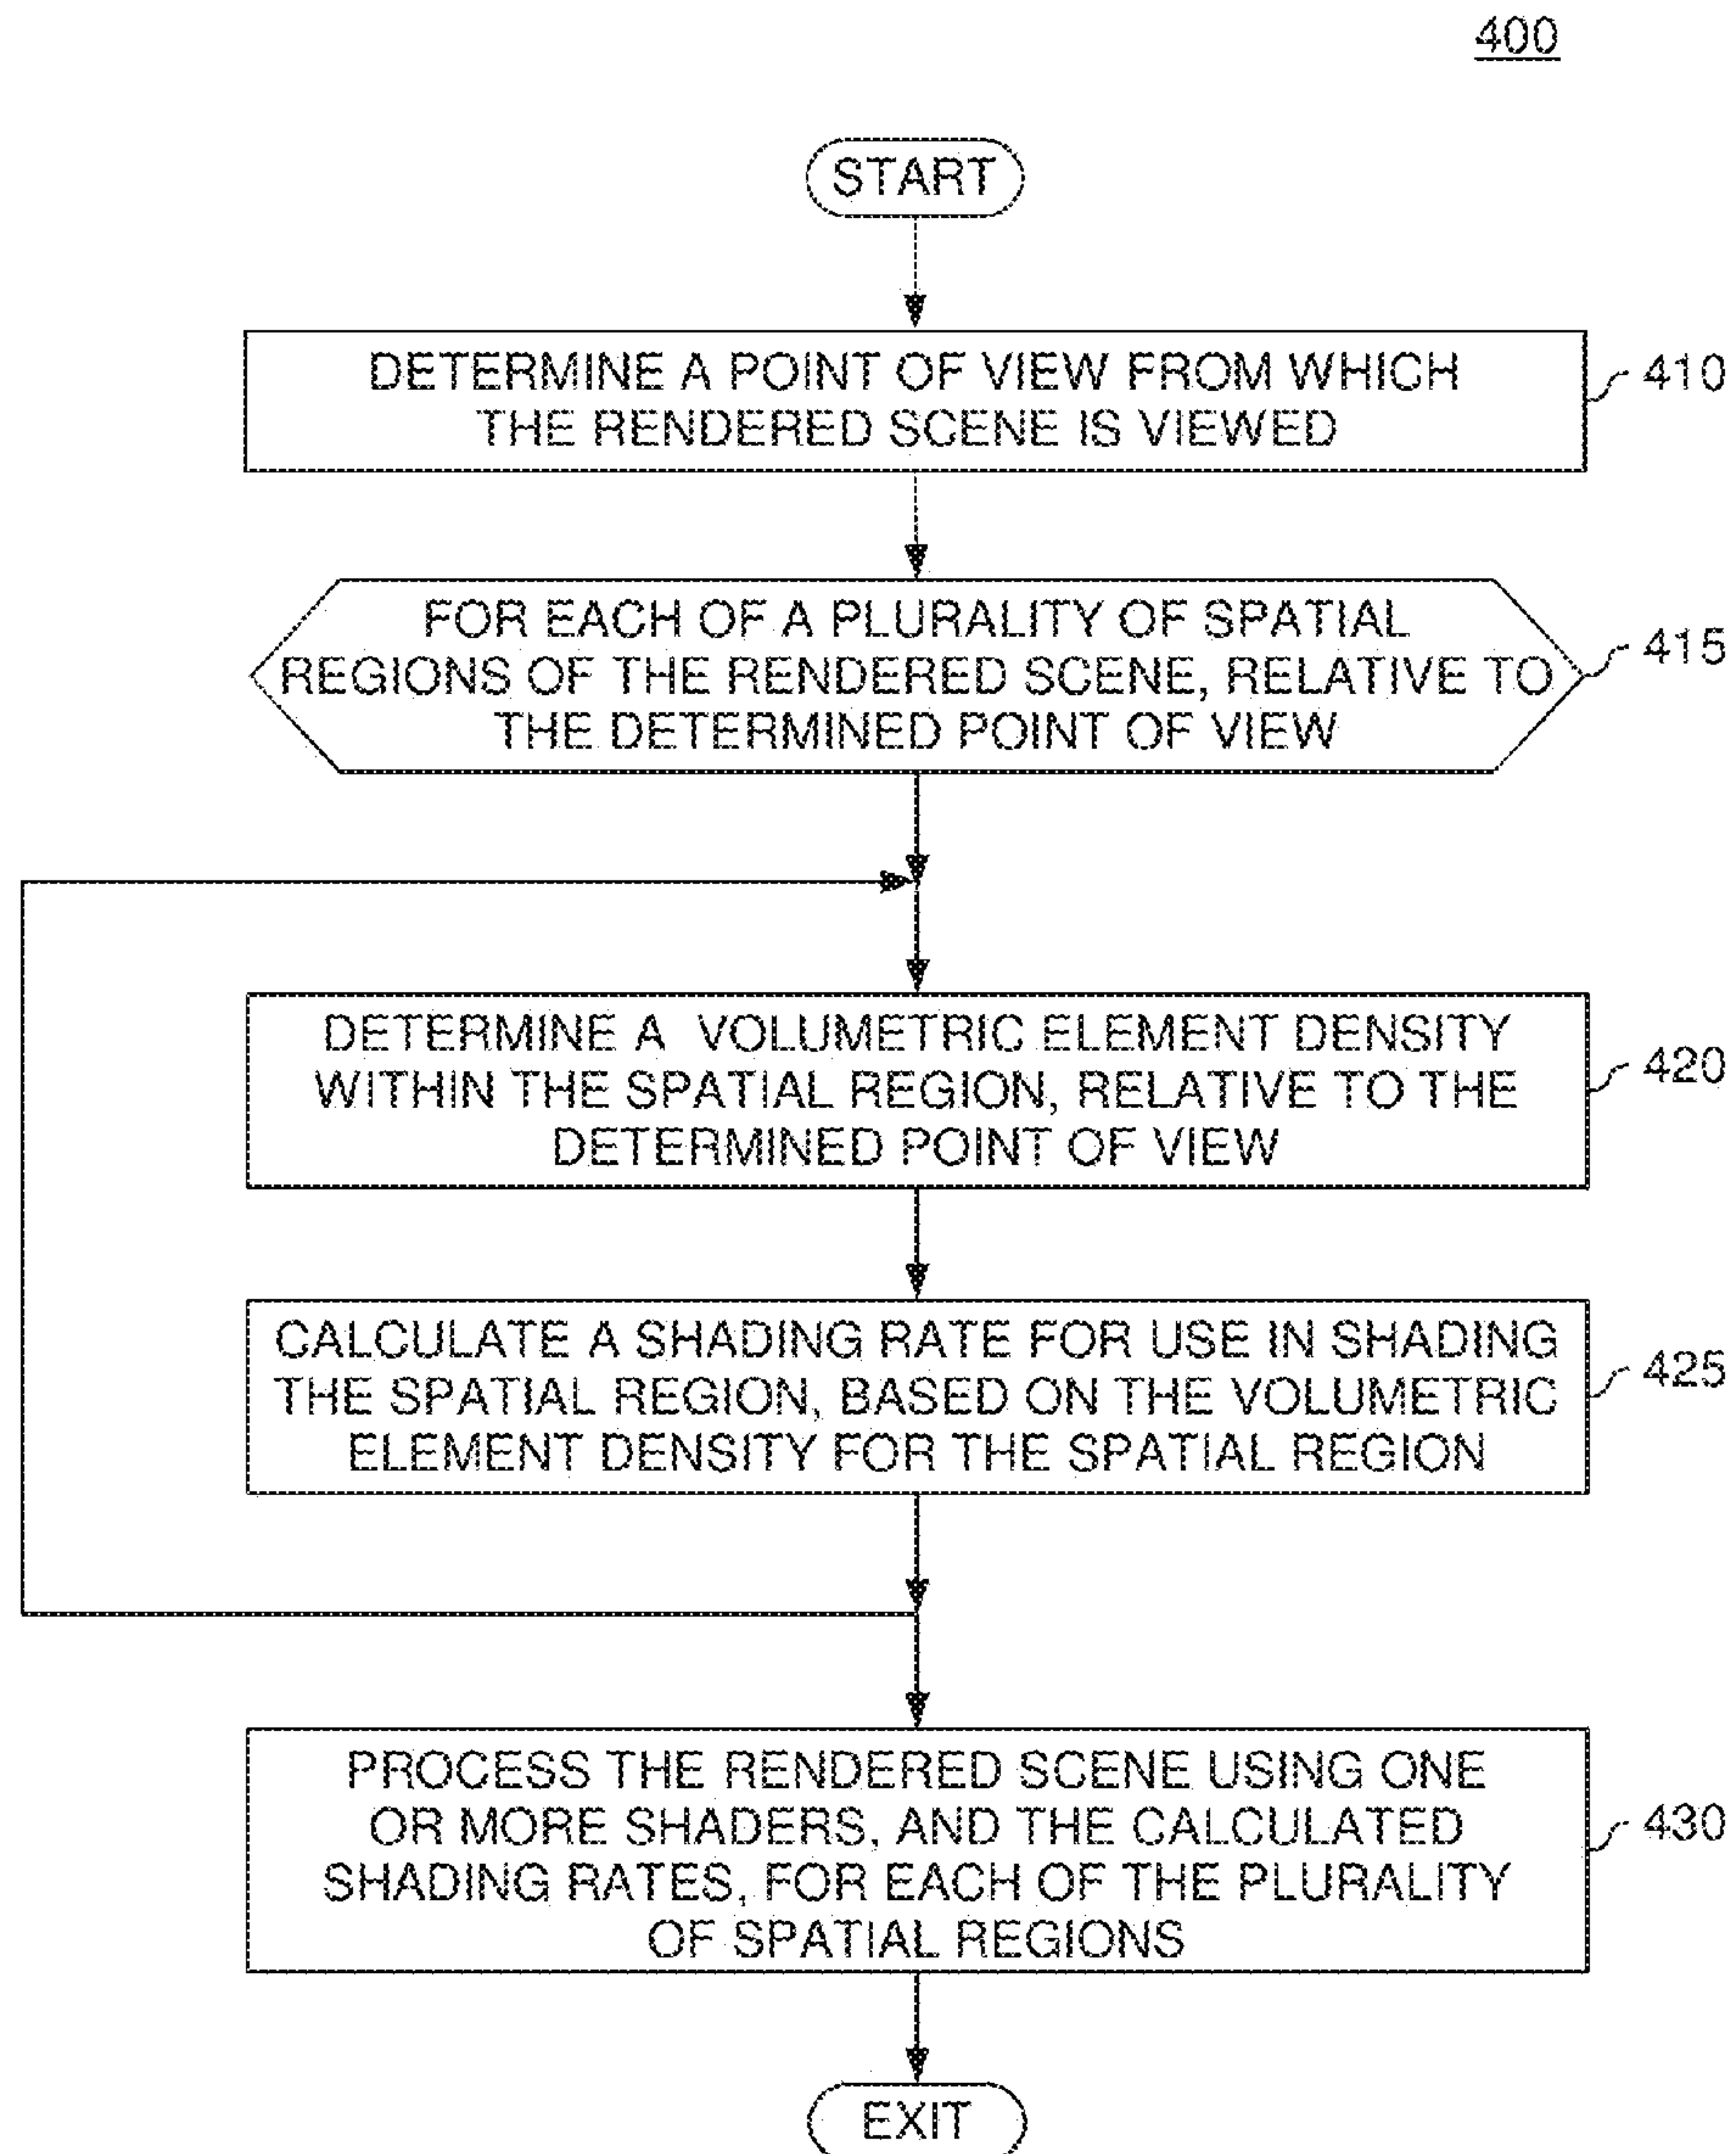 400
START
DETERMINE A POINT OF VIEW FROM WHICH
THE RENDERED SCENE IS VIEWED
410
FOR EACH OF A PLURALITY OF SPATIAL
REGIONS OF THE RENDERED SCENE, RELATIVE TO
THE DETERMINED POINT OF VIEW
415
DETERMINE A VOLUMETRIC ELEMENT DENSITY
WITHIN THE SPATIAL REGION, RELATIVE TO THE
DETERMINED POINT OF VIEW
420
CALCULATE A SHADING RATE FOR USE IN SHADING
THE SPATIAL REGION, BASED ON THE VOLUMETRIC
ELEMENT DENSITY FOR THE SPATIAL REGION
425
PROCESS THE RENDERED SCENE USING ONE
OR MORE SHADERS, AND THE CALCULATED
SHADING RATES, FOR EACH OF THE PLURALITY
OF SPATIAL REGIONS
430
EXIT